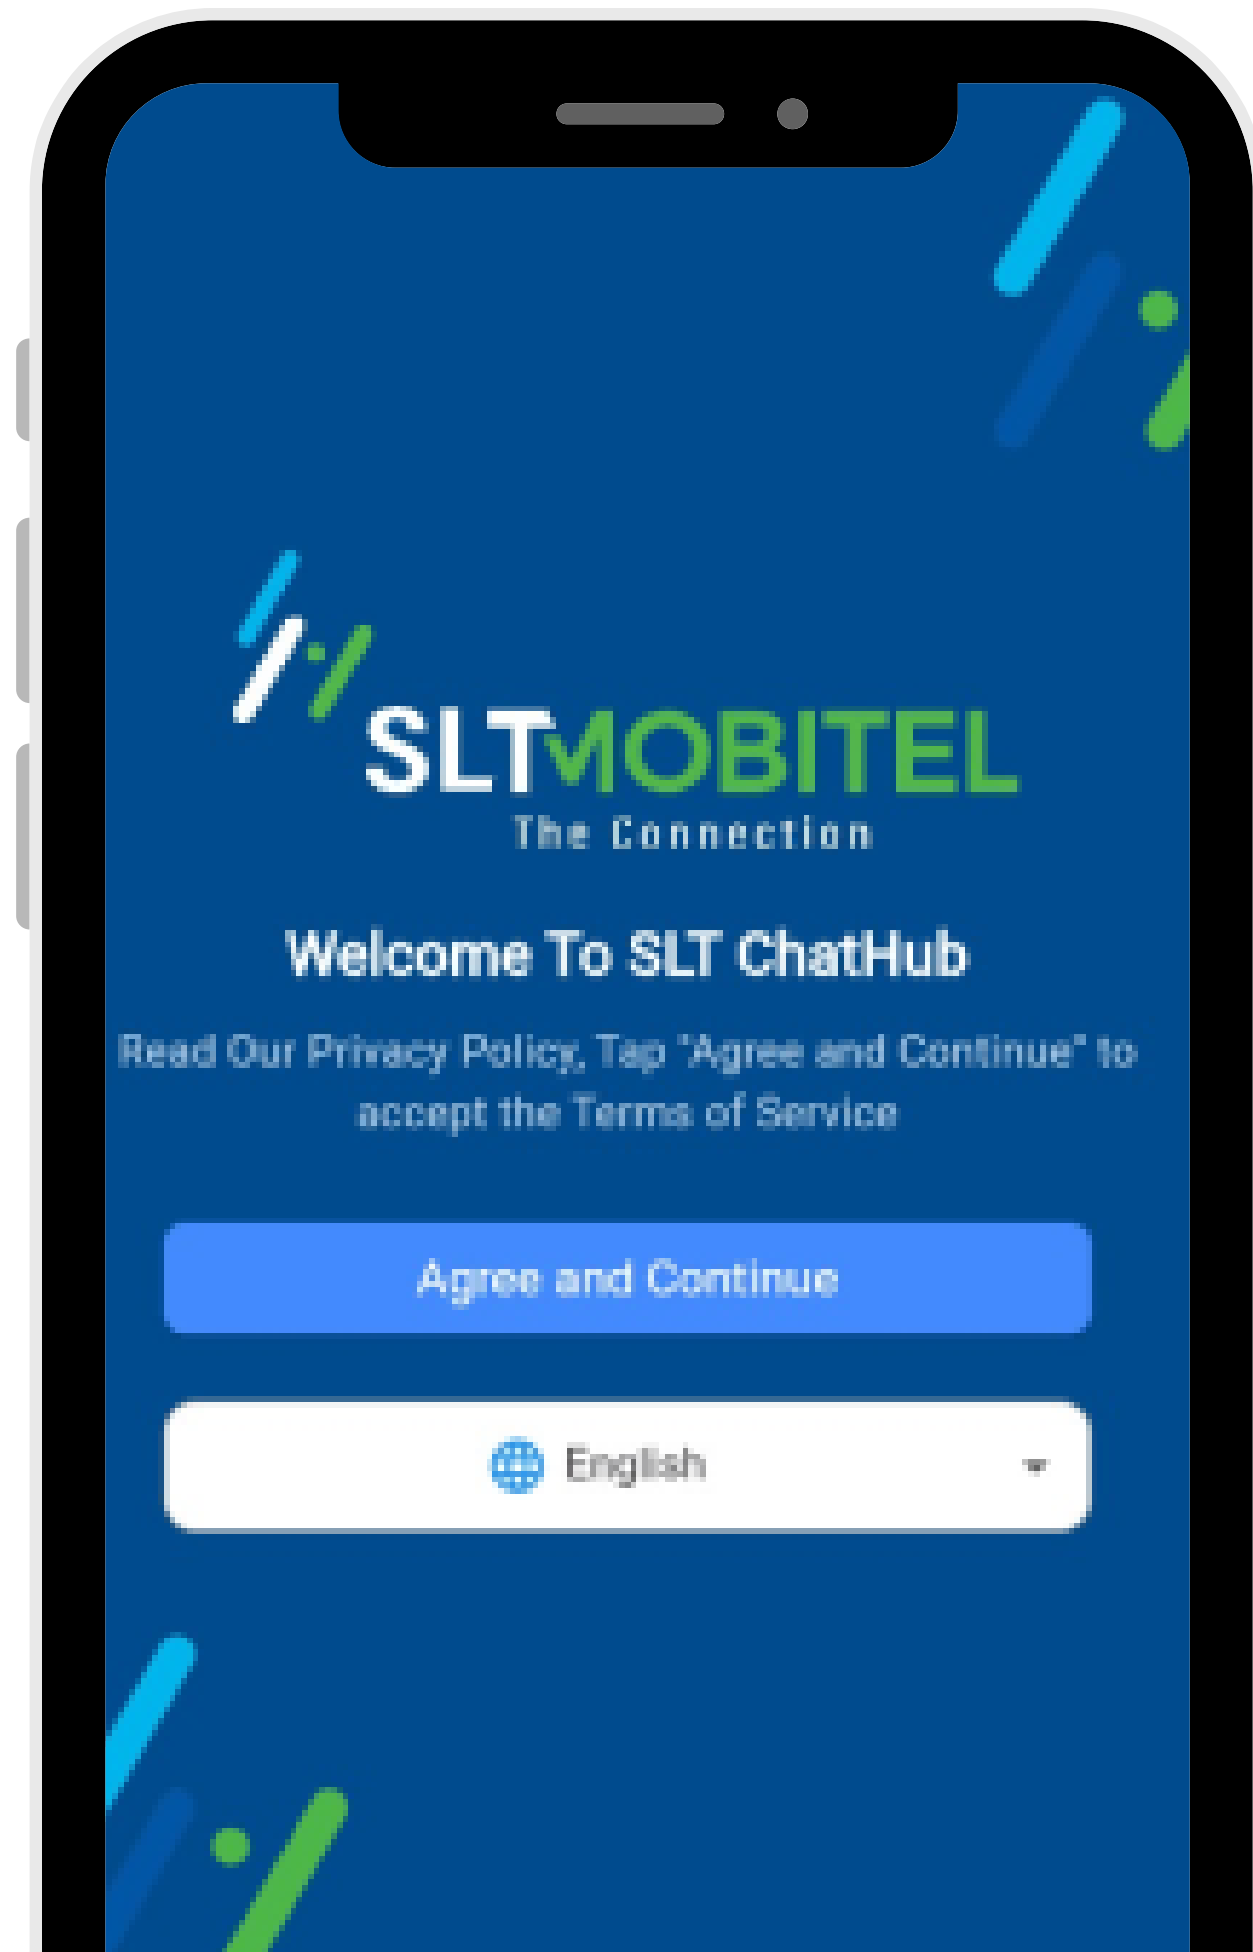 SLTMOBITEL
The Connection
Welcome To SLT ChatHub
Read Our Privacy Policy, Tap "Agree and Continue" to
accept the Terms of Service
Agree and Continue
English